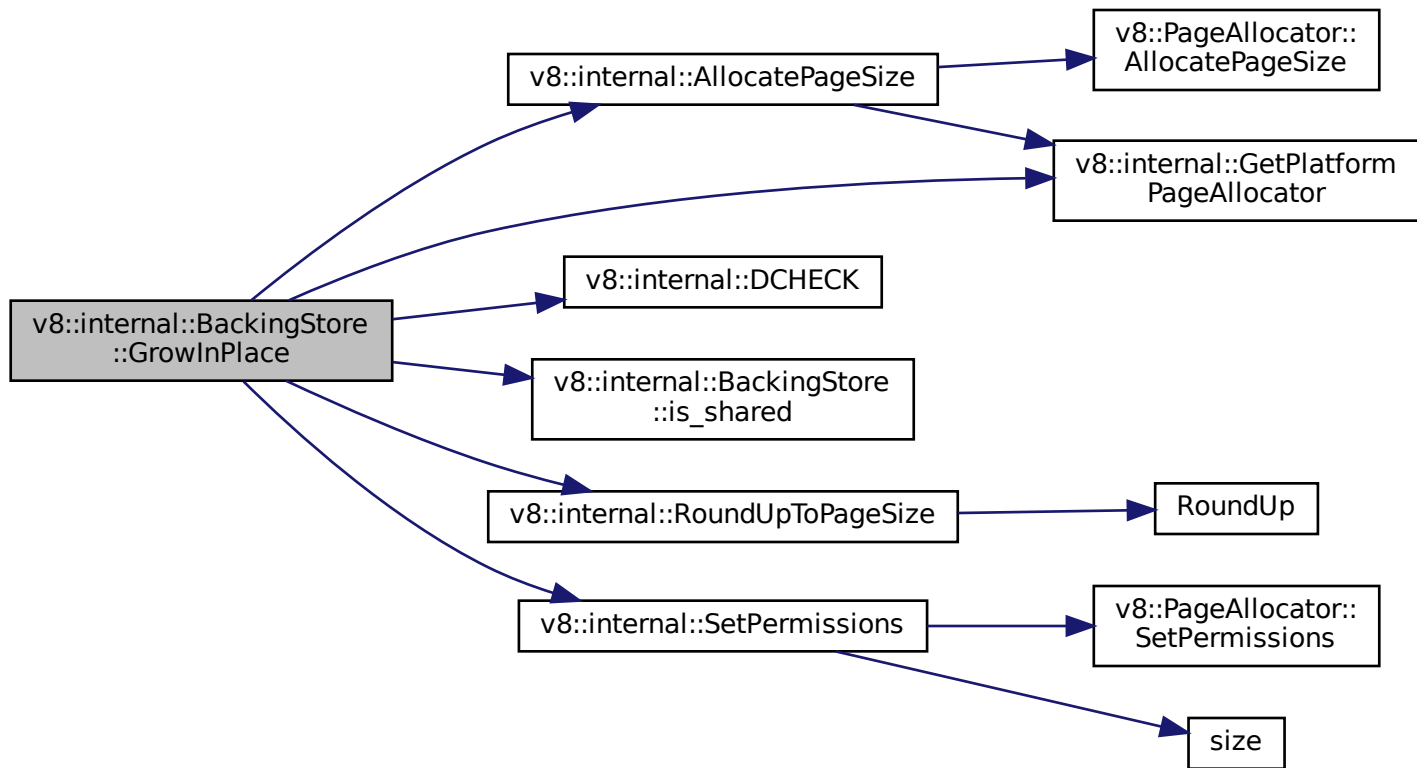 v8::internal::BackingStore
::GrowInPlace
v8::internal::AllocatePageSize
v8::PageAllocator::
AllocatePageSize
v8::internal::GetPlatform
PageAllocator
v8::internal::DCHECK
v8::internal::BackingStore
::is_shared
v8::internal::RoundUpToPageSize
RoundUp
v8::internal::SetPermissions
v8::PageAllocator::
SetPermissions
size